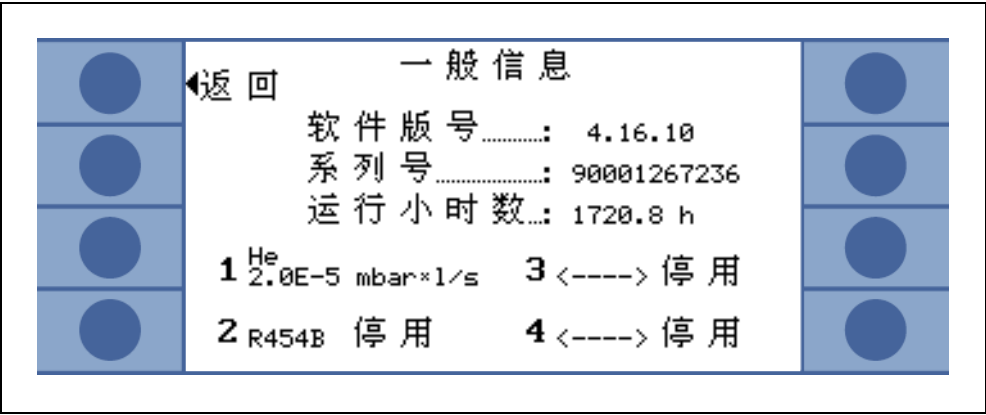 一般信息
◀返回
软件版号.........: 4.16.10
系列号................: 90001267236
运行小时数...: 1720.8 h
1 He 2.0E-5 mbar×l/s 3 <----> 停用
2 R454B 停用 4 <----> 停用